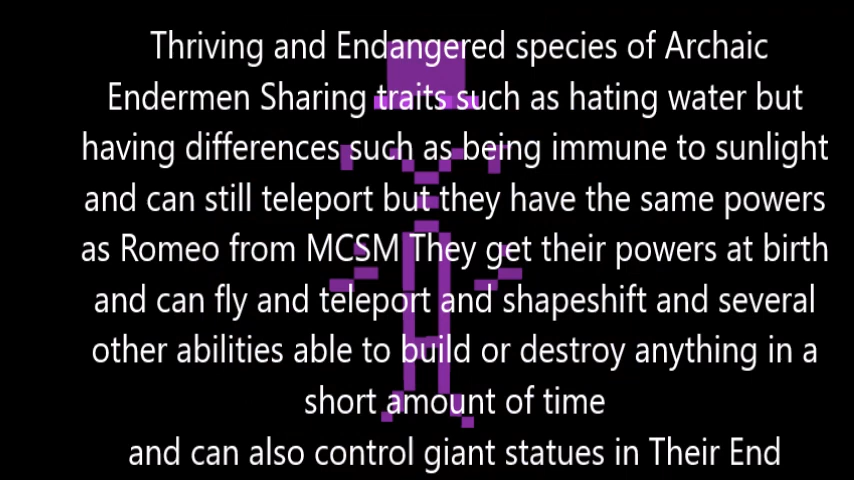 Thriving and Endangered species of Archaic
Endermen Sharing traits such as hating water but
having differences such as being immune to sunlight
and can still teleport but they have the same powers
as Romeo from MCSM They get their powers at birth
and can fly and teleport and shapeshift and several
other abilities able to build or destroy anything in a
short amount of time
and can also control giant statues in Their End